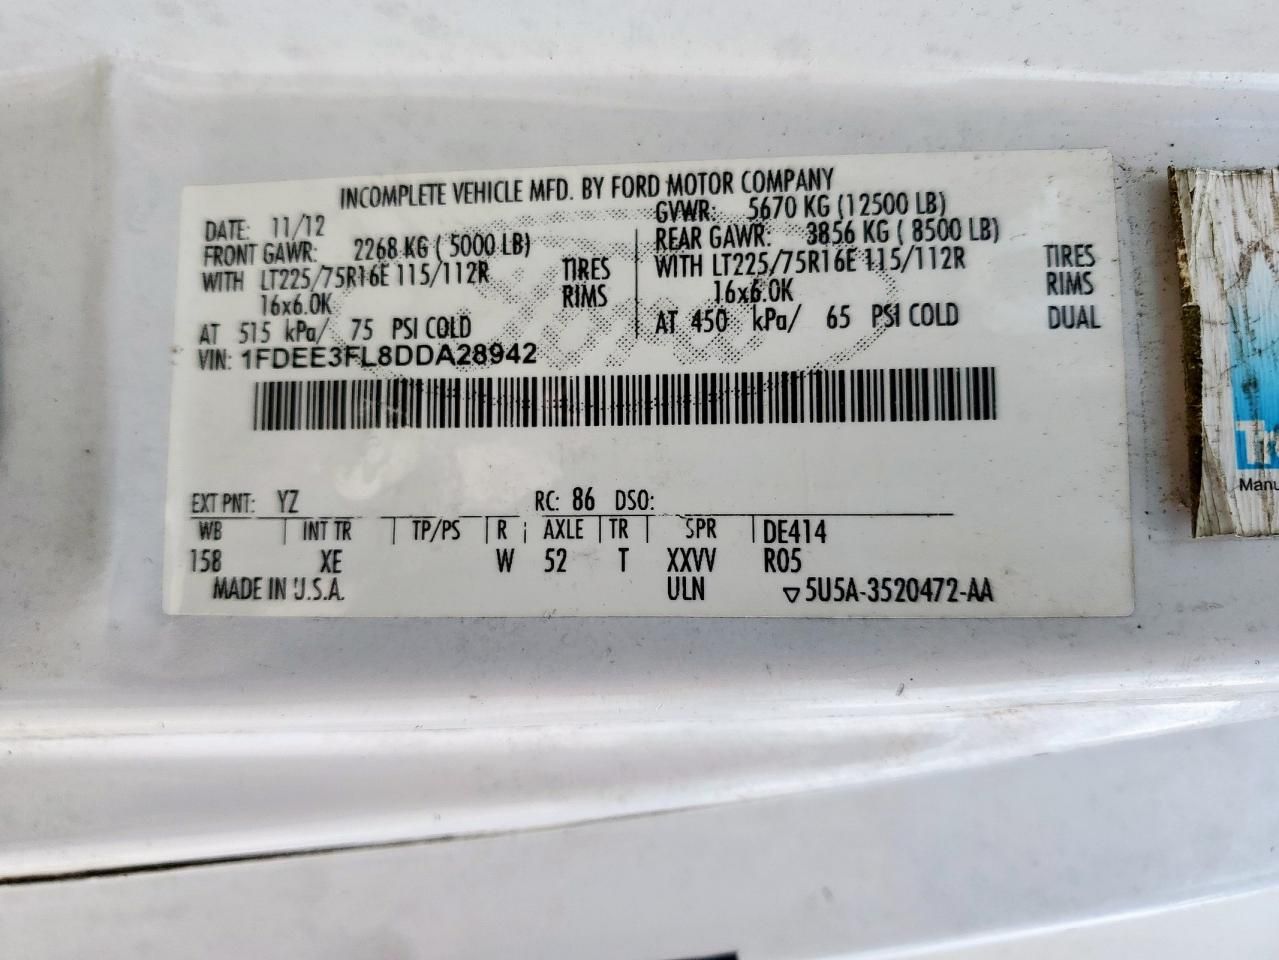 INCOMPLETE VEHICLE MFD. BY FORD MOTOR COMPANY
DATE: 11/12
GVWR: 5670 KG (12500 LB)
FRONT GAWR: 2268 KG ( 5000 LB)
REAR GAWR: 3856 KG ( 8500 LB)
WITH LT225/75R16E 115/112R TIRES
WITH LT225/75R16E 115/112R TIRES
16x6.0K RIMS
16x6.0K RIMS
AT 515 kPa/ 75 PSI COLD
AT 450 kPa/ 65 PSI COLD DUAL
VIN: 1FDEE3FL8DDA28942
EXT PNT: YZ RC: 86 DSO:
WB INT TR TP/PS R AXLE TR SPR DE414
158 XE W 52 T XXVV R05
MADE IN U.S.A. ULN ▽5U5A-3520472-AA